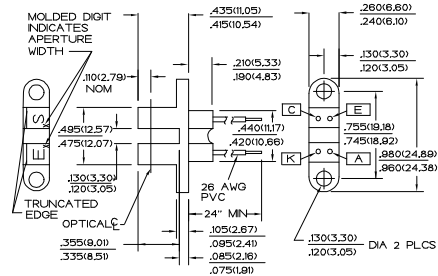 MOLDED DIGIT
INDICATES
APERTURE
WIDTH
.435(11,05)
.415(10,54)
.260(6,60)
.240(6,10)
.110(2,79)
NOM
.210(5,33)
.190(4,83)
.130(3,30)
.120(3,05)
S
E
.495(12,57)
.475(12,07)
.440(11,17)
.420(10,66)
C
E
K
A
.755(19,18)
.745(18,92)
.980(24,89)
.960(24,38)
.130(3,30)
.120(3,05)
26 AWG
PVC
TRUNCATED
EDGE
OPTICAL
24" MIN
.105(2,67)
.095(2,41)
.355(9,01)
.335(8,51)
.085(2,16)
.075(1,91)
.130(3,30)
.120(3,05)
DIA 2 PLCS